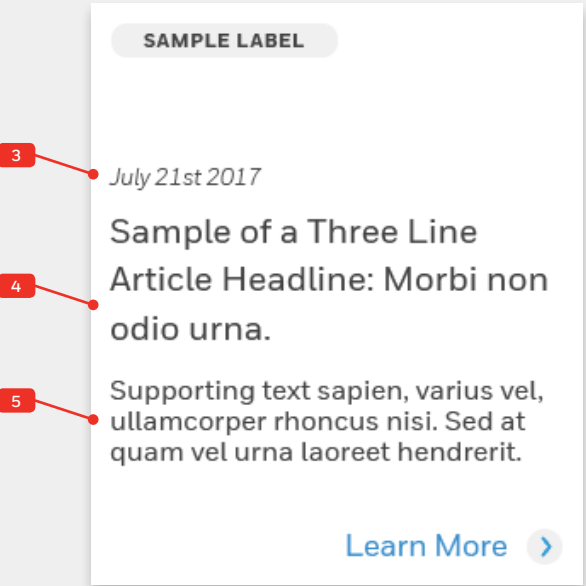 SAMPLE LABEL
3
July 21st 2017
Sample of a Three Line
4
Article Headline: Morbi non
odio urna.
5
Supporting text sapien, varius vel,
ullamcorper rhoncus nisi. Sed at
quam vel urna laoreet hendrerit.
Learn More